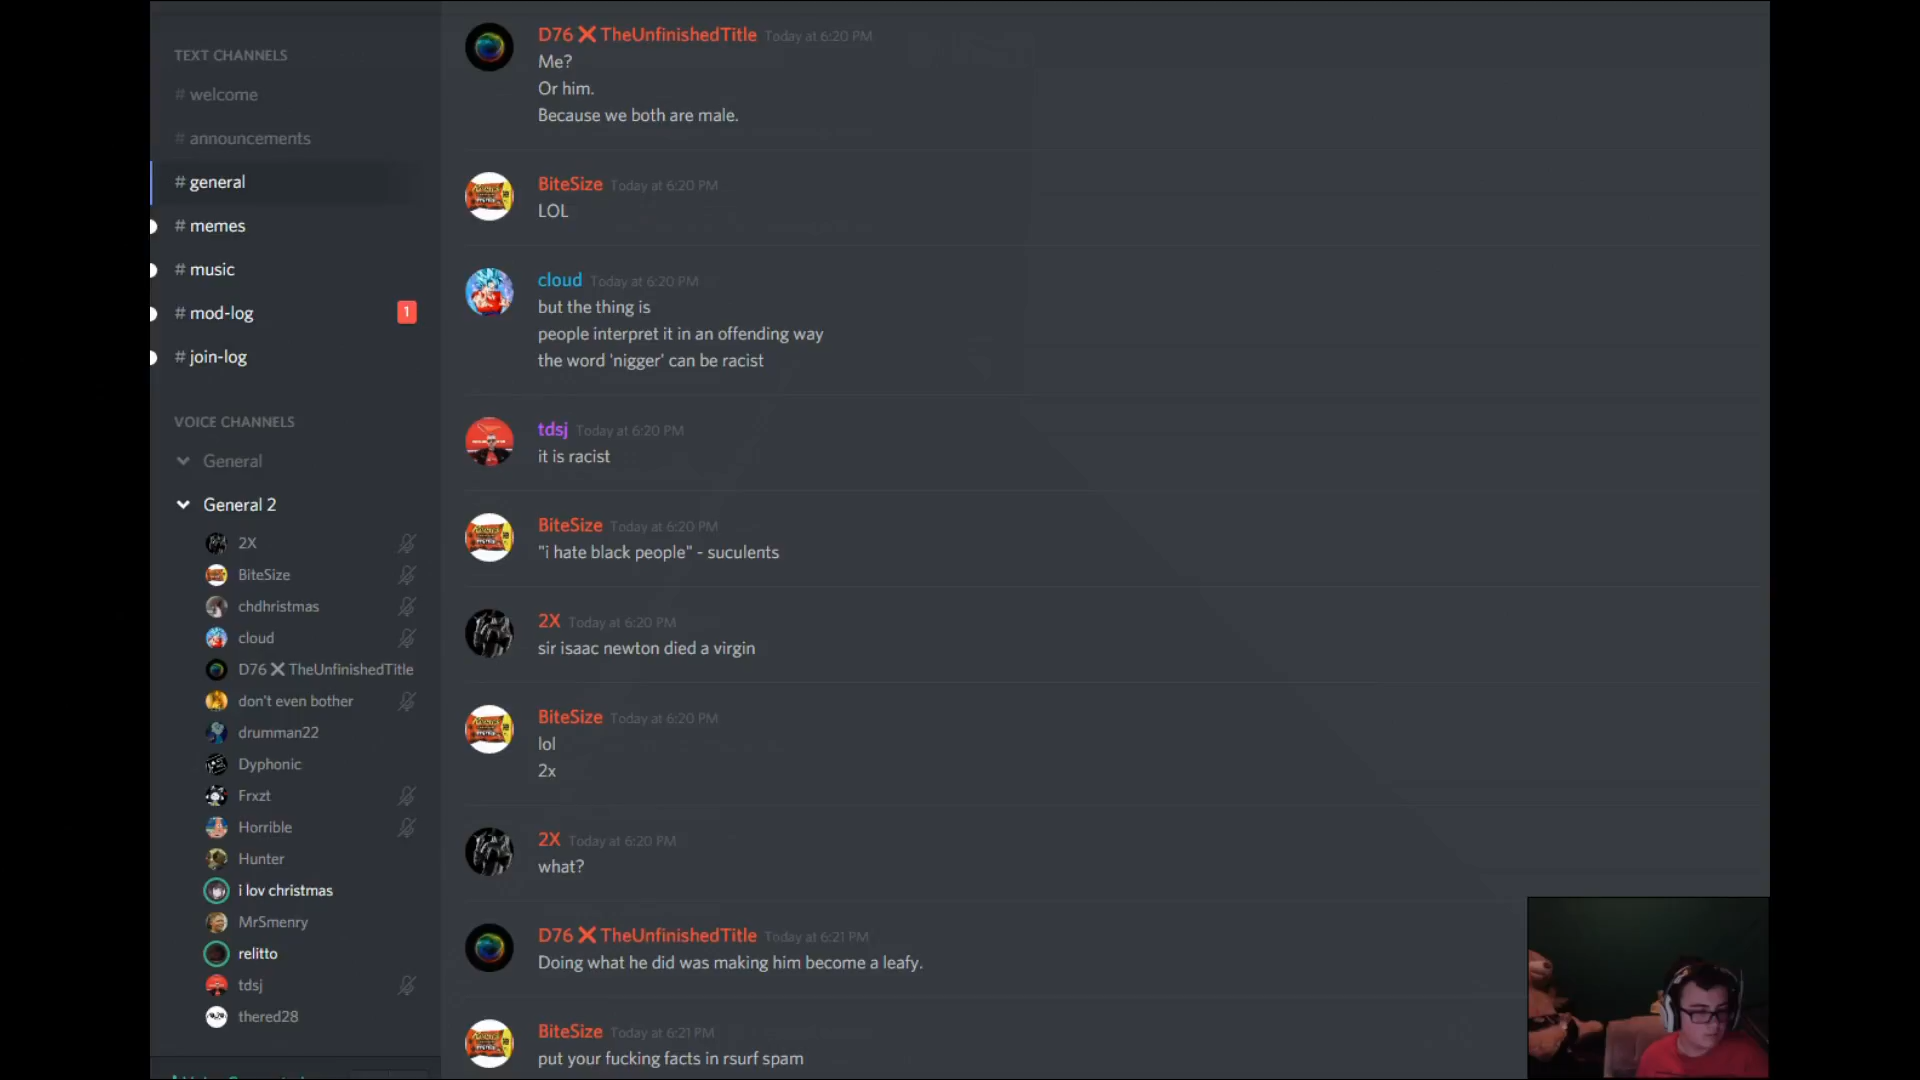 TEXT CHANNELS
# welcome
# announcements
# general
# memes
# music
# mod-log 1
# join-log
VOICE CHANNELS
General
General 2
2X
BiteSize
chdhristmas
cloud
D76 ❌ TheUnfinishedTitle
don't even bother
drumman22
Dyphonic
Frxzt
Horrible
Hunter
i lov christmas
MrSmenry
relitto
tdsj
thered28
D76 ❌ TheUnfinishedTitle Today at 6:20 PM
Me?
Or him.
Because we both are male.
BiteSize Today at 6:20 PM
LOL
cloud Today at 6:20 PM
but the thing is
people interpret it in an offending way
the word 'nigger' can be racist
tdsj Today at 6:20 PM
it is racist
BiteSize Today at 6:20 PM
"i hate black people" - suculents
2X Today at 6:20 PM
sir isaac newton died a virgin
BiteSize Today at 6:20 PM
lol
2x
2X Today at 6:20 PM
what?
D76 ❌ TheUnfinishedTitle Today at 6:21 PM
Doing what he did was making him become a leafy.
BiteSize Today at 6:21 PM
put your fucking facts in rsurf spam